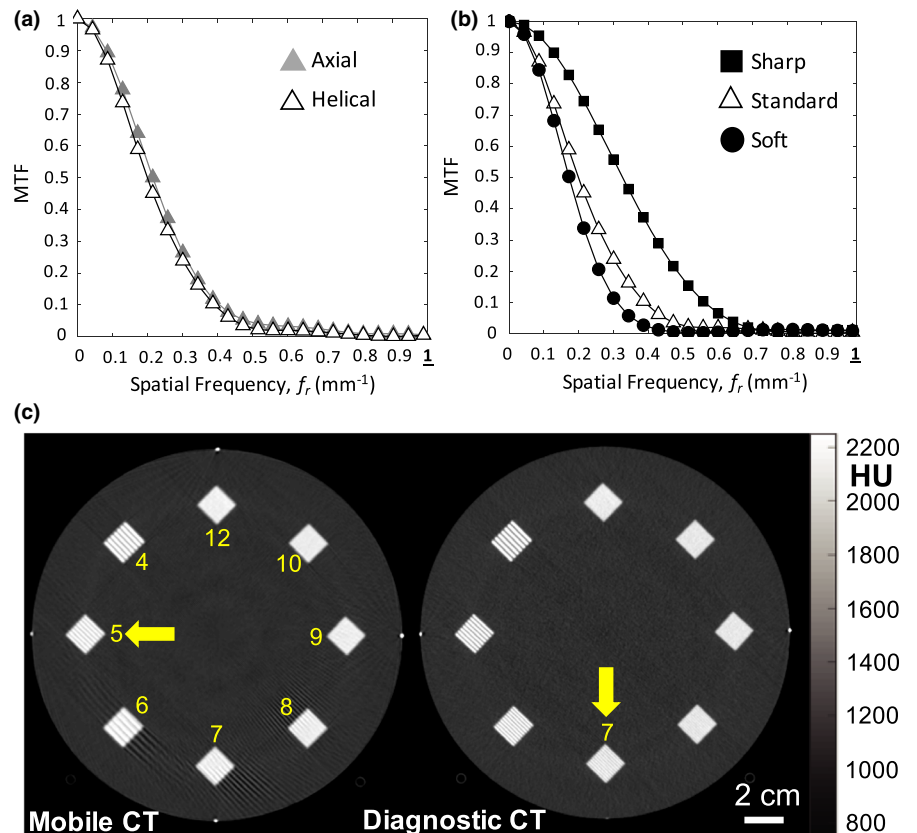 (a)
1
0.9
0.8
0.7
0.6
0.5
0.4
0.3
0.2
0.1
0
MTF
Axial
Helical
0 0.1 0.2 0.3 0.4 0.5 0.6 0.7 0.8 0.9 1
Spatial Frequency, fr (mm-1)
(b)
1
0.9
0.8
0.7
0.6
0.5
0.4
0.3
0.2
0.1
0
MTF
Sharp
Standard
Soft
0 0.1 0.2 0.3 0.4 0.5 0.6 0.7 0.8 0.9 1
Spatial Frequency, fr (mm-1)
(c)
12
4
10
5
9
6
8
7
Mobile CT
7
Diagnostic CT
2 cm
2200
HU
2000
1800
1600
1400
1200
1000
800